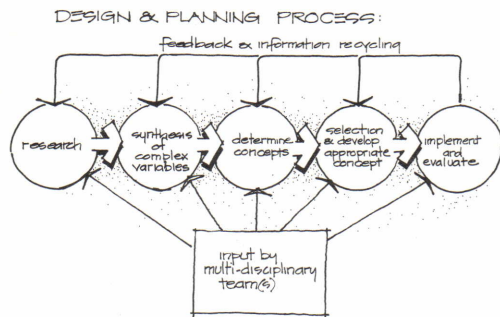 DESIGN & PLANNING PROCESS:
feedback & information recycling
research
synthesis
of
complex
variables
determine
concepts
selection
& develop
appropriate
concept
implement
and
evaluate
input by
multi-disciplinary
team(s)